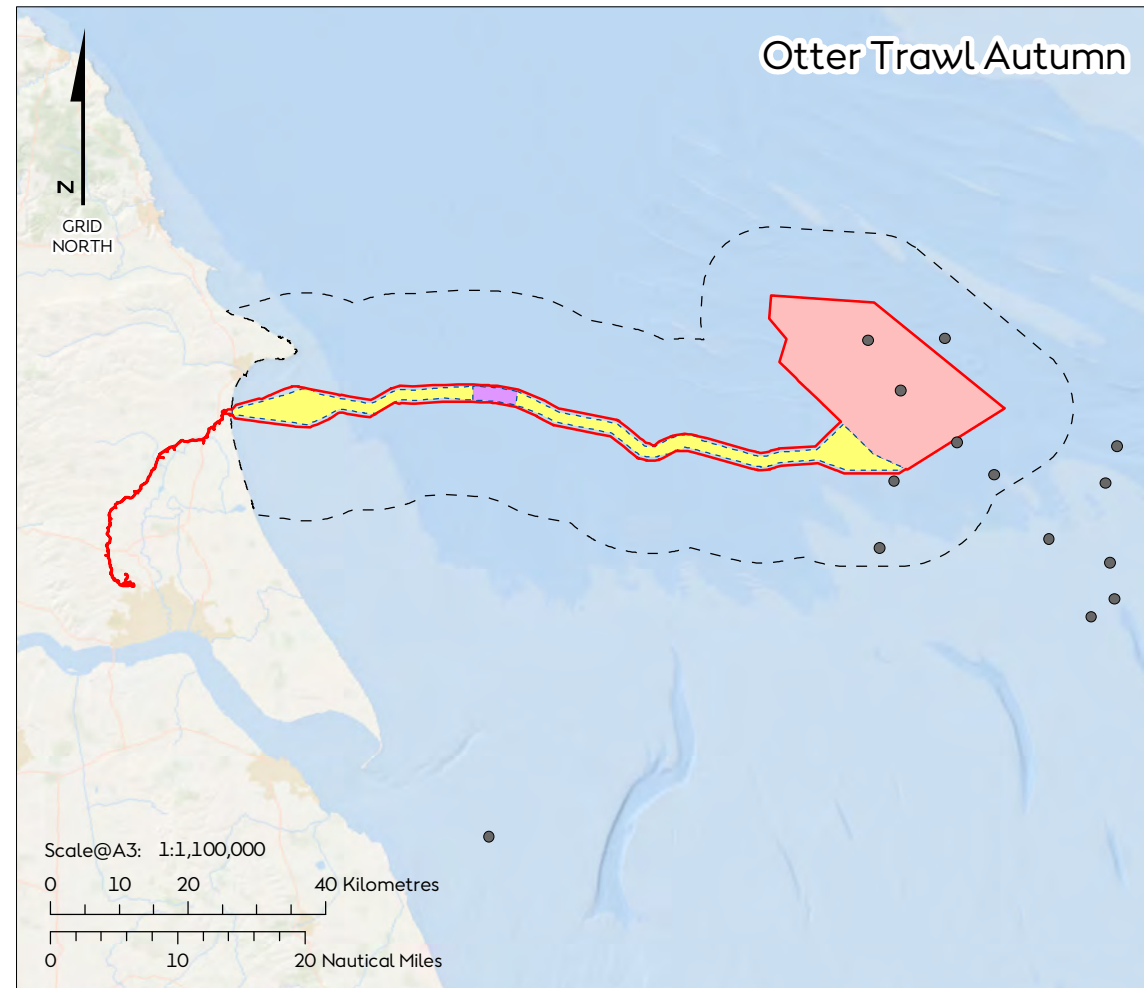 Otter Trawl Autumn
N
GRID
NORTH
Scale@A3: 1:1,100,000
0 10 20 40 Kilometres
0 10 20 Nautical Miles